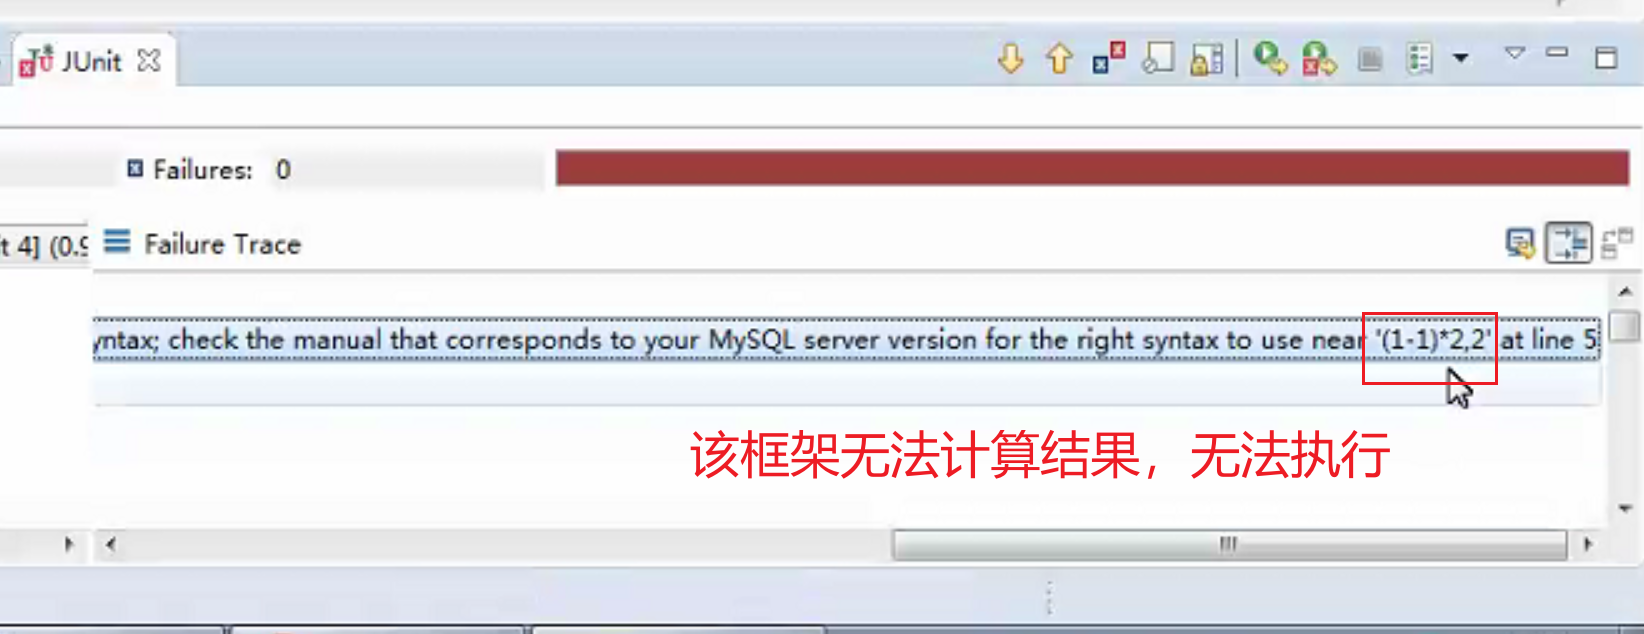 JUnit
Failures: 0
t 4] (0.9
Failure Trace
yntax; check the manual that corresponds to your MySQL server version for the right syntax to use near '(1-1)*2,2' at line 5
该框架无法计算结果，无法执行